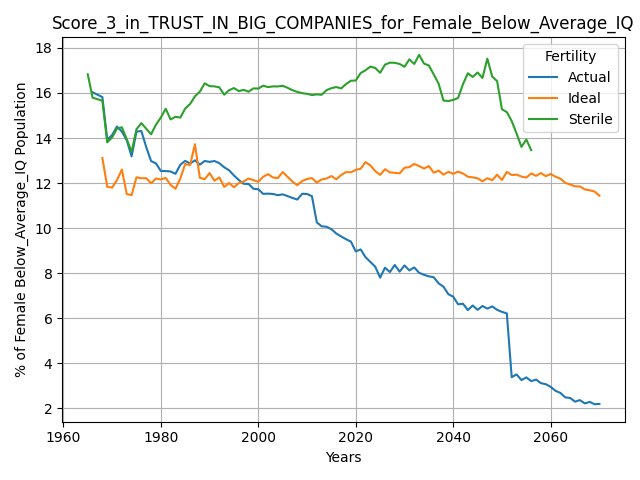 Score_3_in_TRUST_IN_BIG_COMPANIES_for_Female_Below_Average_IQ
% of Female Below_Average_IQ Population
18
16
14
12
10
8
6
4
2
Fertility
Actual
Ideal
Sterile
1960 1980 2000 2020 2040 2060
Years